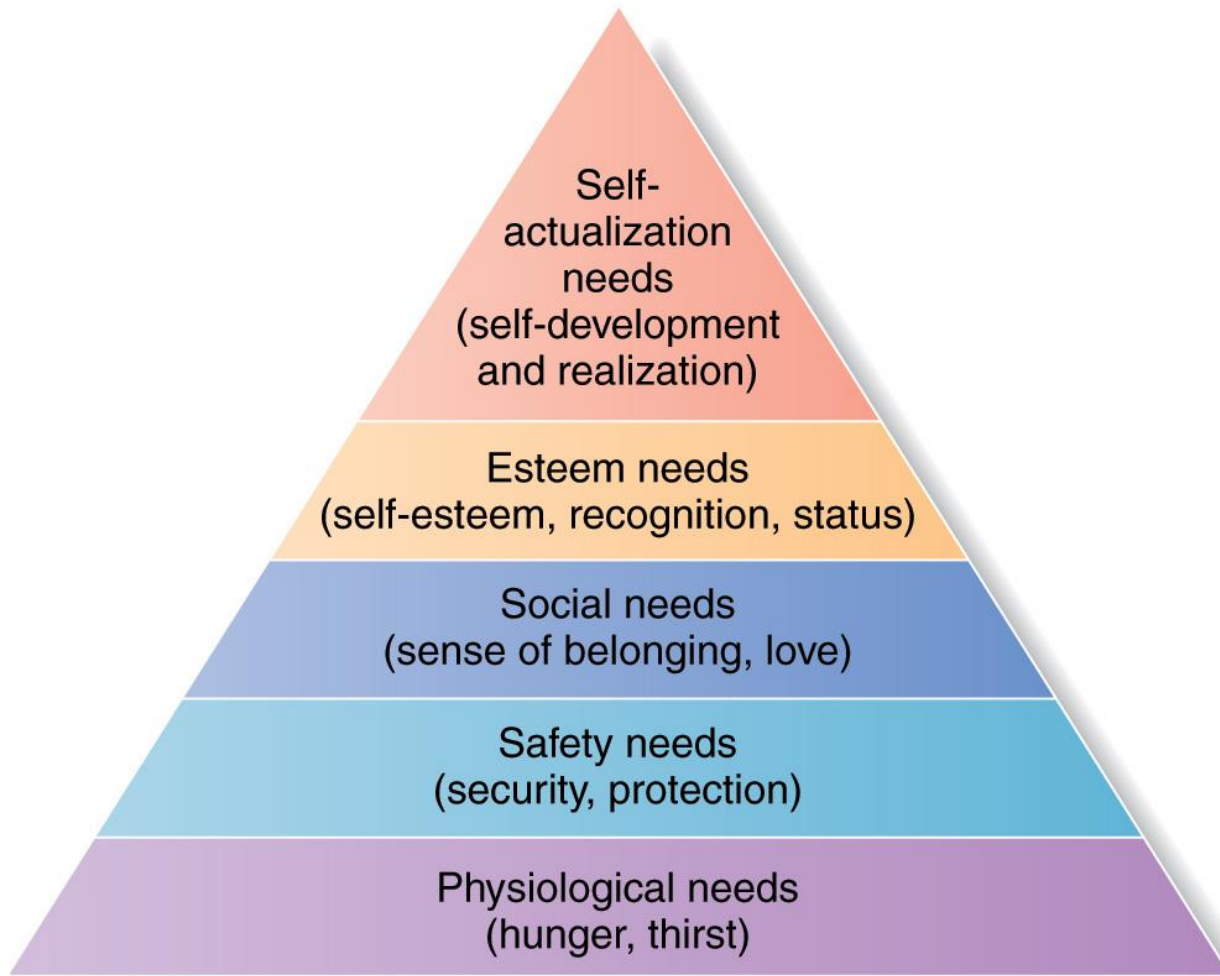 Self-
actualization
needs
(self-development
and realization)
Esteem needs
(self-esteem, recognition, status)
Social needs
(sense of belonging, love)
Safety needs
(security, protection)
Physiological needs
(hunger, thirst)